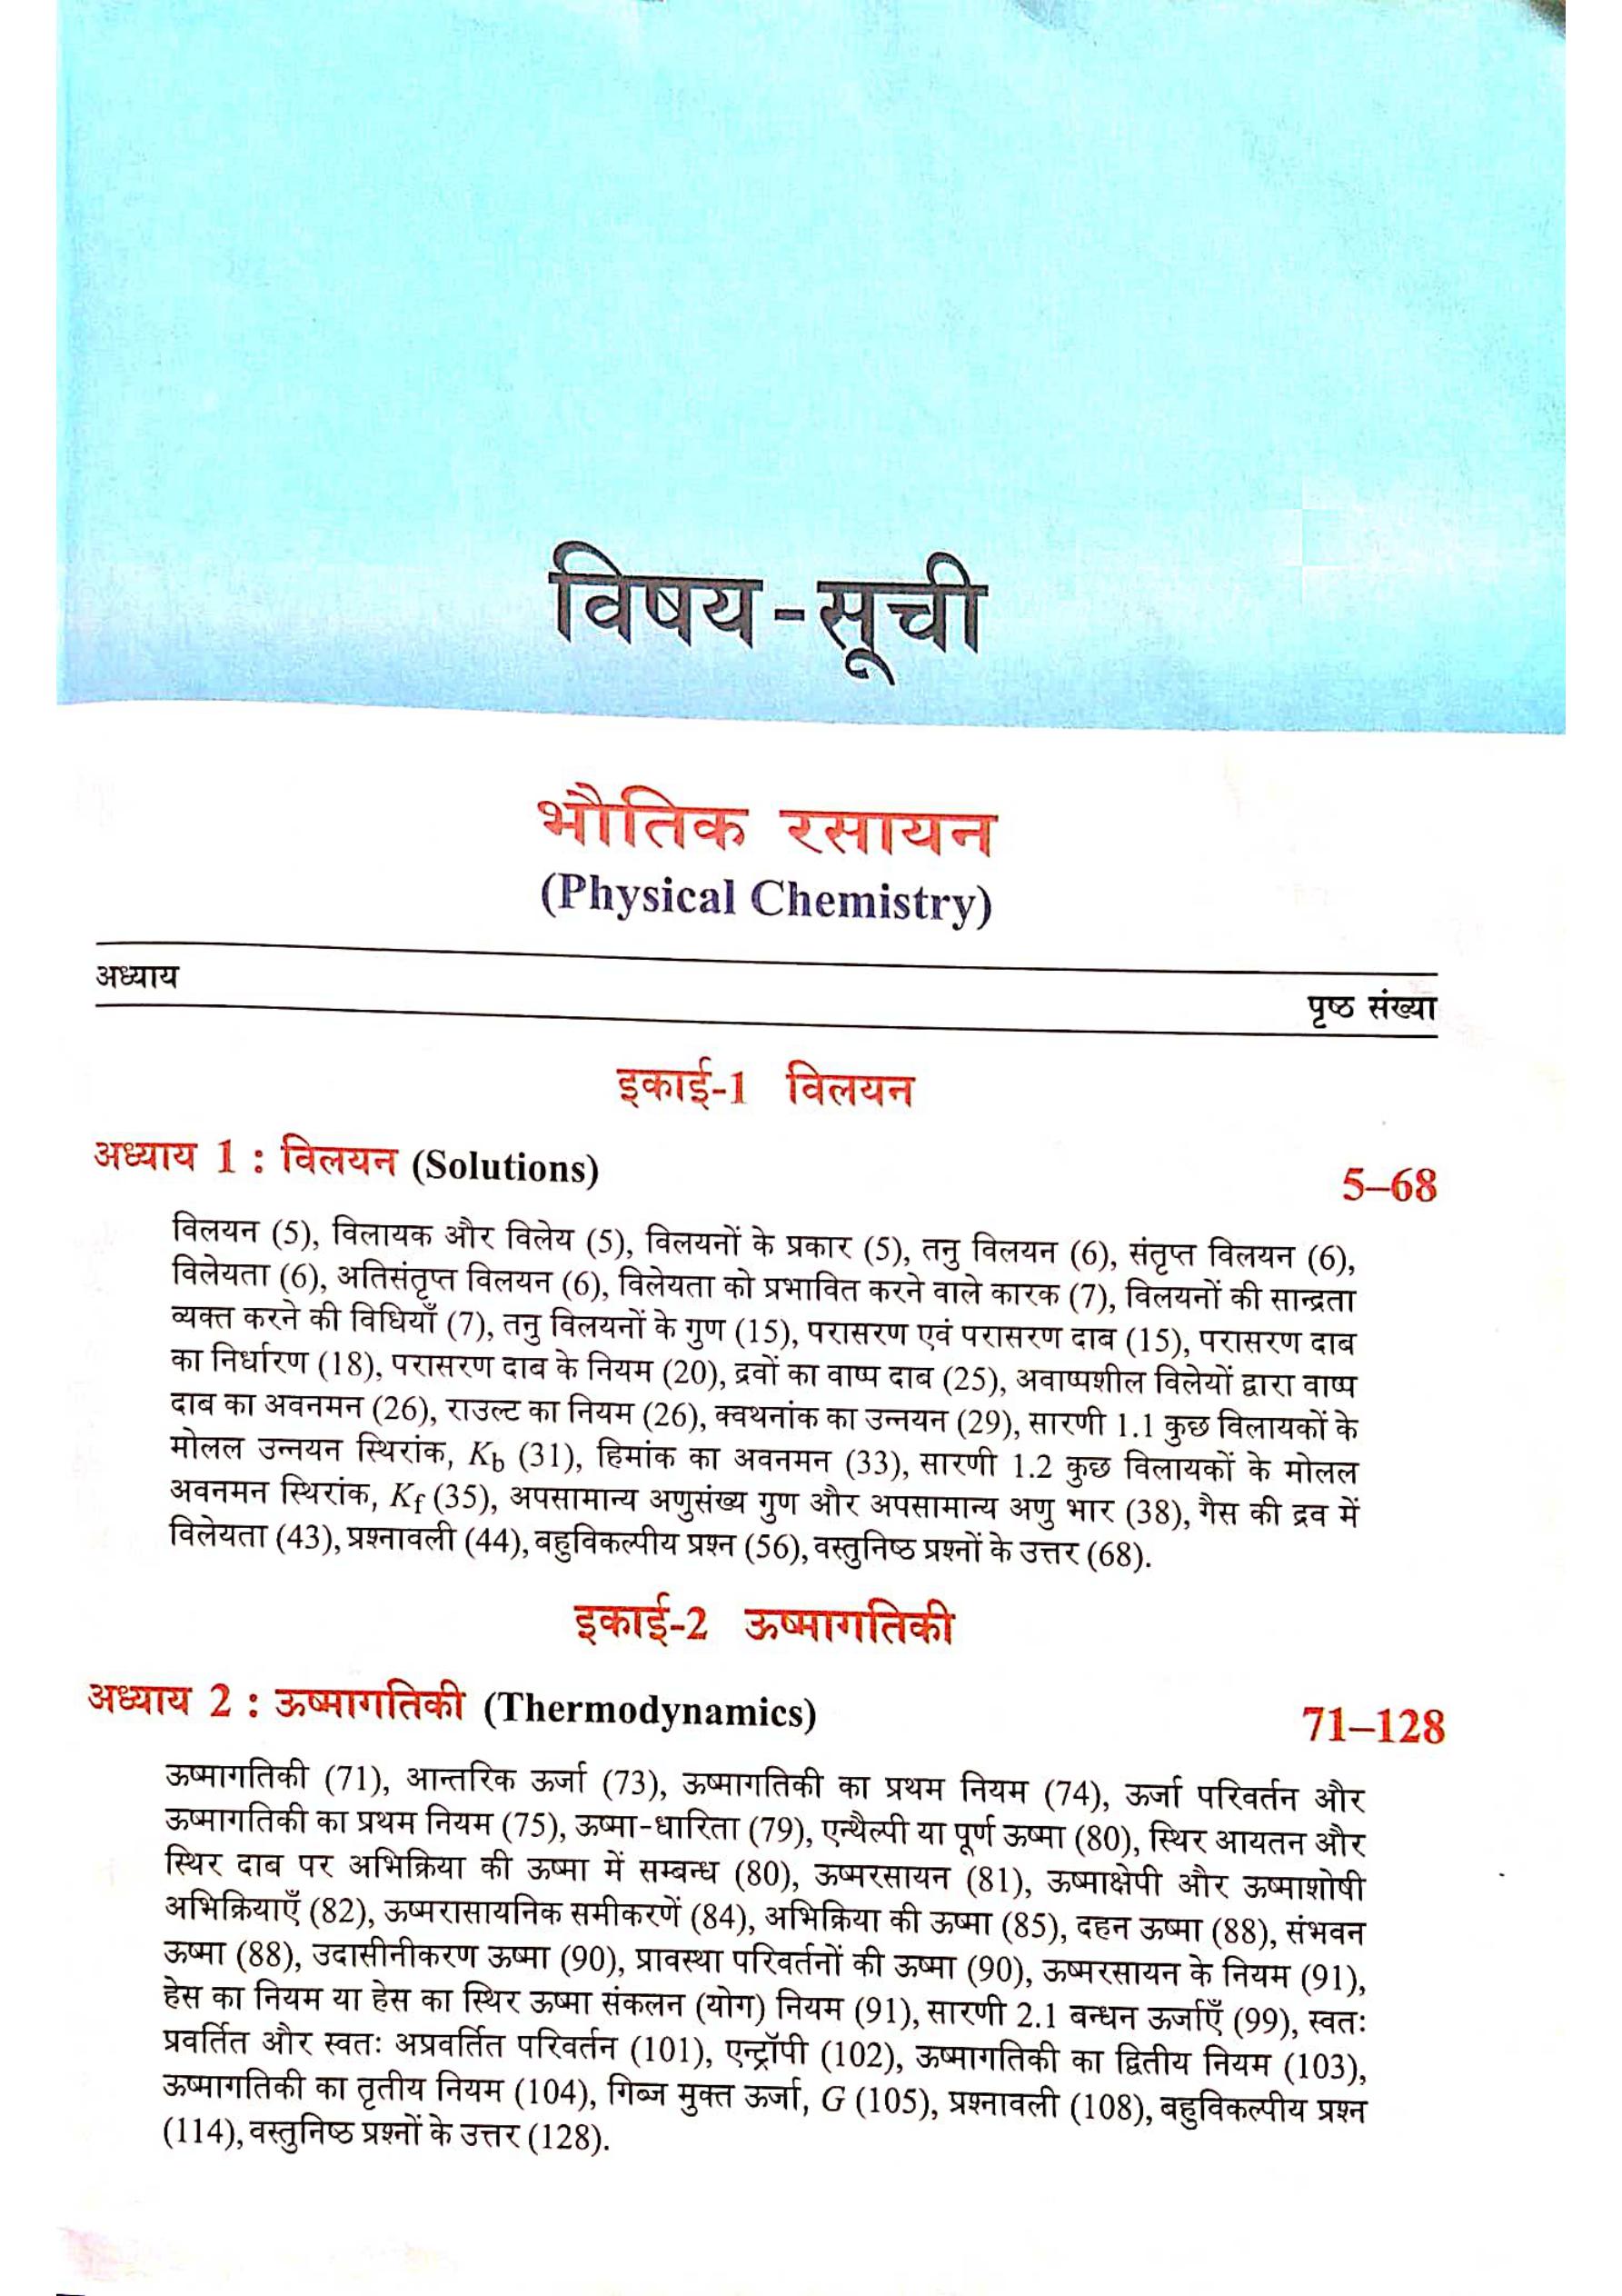 विषय-सूची
भौतिक रसायन
(Physical Chemistry)
अध्याय
पृष्ठ संख्या
इकाई-1 विलयन
अध्याय 1 : विलयन (Solutions) 5–68
विलयन (5), विलायक और विलेय (5), विलयनों के प्रकार (5), तनु विलयन (6), संतृप्त विलयन (6),
विलेयता (6), अतिसंतृप्त विलयन (6), विलेयता को प्रभावित करने वाले कारक (7), विलयनों की सान्द्रता
व्यक्त करने की विधियाँ (7), तनु विलयनों के गुण (15), परासरण एवं परासरण दाब (15), परासरण दाब
का निर्धारण (18), परासरण दाब के नियम (20), द्रवों का वाष्प दाब (25), अवाष्पशील विलेयों द्वारा वाष्प
दाब का अवनमन (26), राउल्ट का नियम (26), क्वथनांक का उन्नयन (29), सारणी 1.1 कुछ विलायकों के
मोलल उन्नयन स्थिरांक, K_b (31), हिमांक का अवनमन (33), सारणी 1.2 कुछ विलायकों के मोलल
अवनमन स्थिरांक, K_f (35), अपसामान्य अणुसंख्य गुण और अपसामान्य अणु भार (38), गैस की द्रव में
विलेयता (43), प्रश्नावली (44), बहुविकल्पीय प्रश्न (56), वस्तुनिष्ठ प्रश्नों के उत्तर (68).
इकाई-2 ऊष्मागतिकी
अध्याय 2 : ऊष्मागतिकी (Thermodynamics) 71–128
ऊष्मागतिकी (71), आन्तरिक ऊर्जा (73), ऊष्मागतिकी का प्रथम नियम (74), ऊर्जा परिवर्तन और
ऊष्मागतिकी का प्रथम नियम (75), ऊष्मा-धारिता (79), एन्थैल्पी या पूर्ण ऊष्मा (80), स्थिर आयतन और
स्थिर दाब पर अभिक्रिया की ऊष्मा में सम्बन्ध (80), ऊष्मरसायन (81), ऊष्माक्षेपी और ऊष्माशोषी
अभिक्रियाएँ (82), ऊष्मरासायनिक समीकरणें (84), अभिक्रिया की ऊष्मा (85), दहन ऊष्मा (88), संभवन
ऊष्मा (88), उदासीनीकरण ऊष्मा (90), प्रावस्था परिवर्तनों की ऊष्मा (90), ऊष्मरसायन के नियम (91),
हेस का नियम या हेस का स्थिर ऊष्मा संकलन (योग) नियम (91), सारणी 2.1 बन्धन ऊर्जाएँ (99), स्वतः
प्रवर्तित और स्वतः अप्रवर्तित परिवर्तन (101), एन्ट्रॉपी (102), ऊष्मागतिकी का द्वितीय नियम (103),
ऊष्मागतिकी का तृतीय नियम (104), गिब्ज मुक्त ऊर्जा, G (105), प्रश्नावली (108), बहुविकल्पीय प्रश्न
(114), वस्तुनिष्ठ प्रश्नों के उत्तर (128).